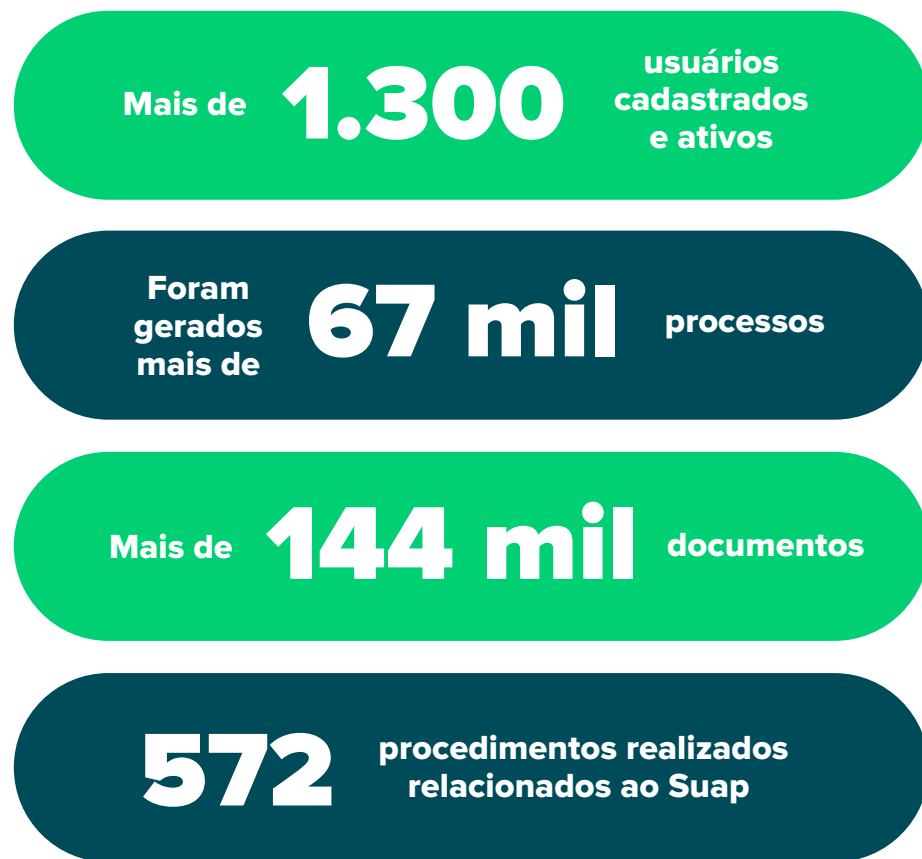 Mais de 1.300 usuários
cadastrados
e ativos
Foram
gerados
mais de 67 mil processos
Mais de 144 mil documentos
572 procedimentos realizados
relacionados ao Suap